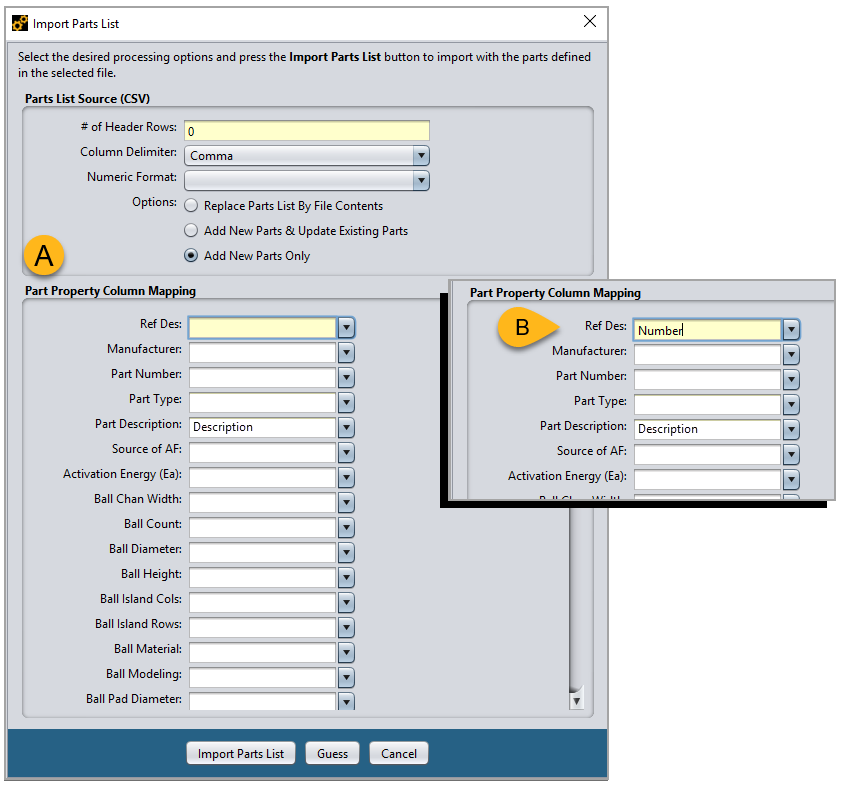 Import Parts List
Select the desired processing options and press the Import Parts List button to import with the parts defined
in the selected file.
Parts List Source (CSV)
# of Header Rows: 0
Column Delimiter: Comma
Numeric Format:
Options: Replace Parts List By File Contents
Add New Parts & Update Existing Parts
Add New Parts Only
A
Part Property Column Mapping
Ref Des:
Manufacturer:
Part Number:
Part Type:
Part Description: Description
Source of AF:
Activation Energy (Ea):
Ball Chan Width:
Ball Count:
Ball Diameter:
Ball Height:
Ball Island Cols:
Ball Island Rows:
Ball Material:
Ball Modeling:
Ball Pad Diameter:
Part Property Column Mapping
B
Ref Des: Number
Manufacturer:
Part Number:
Part Type:
Part Description: Description
Source of AF:
Activation Energy (Ea):
Ball Chan Width:
Import Parts List Guess Cancel